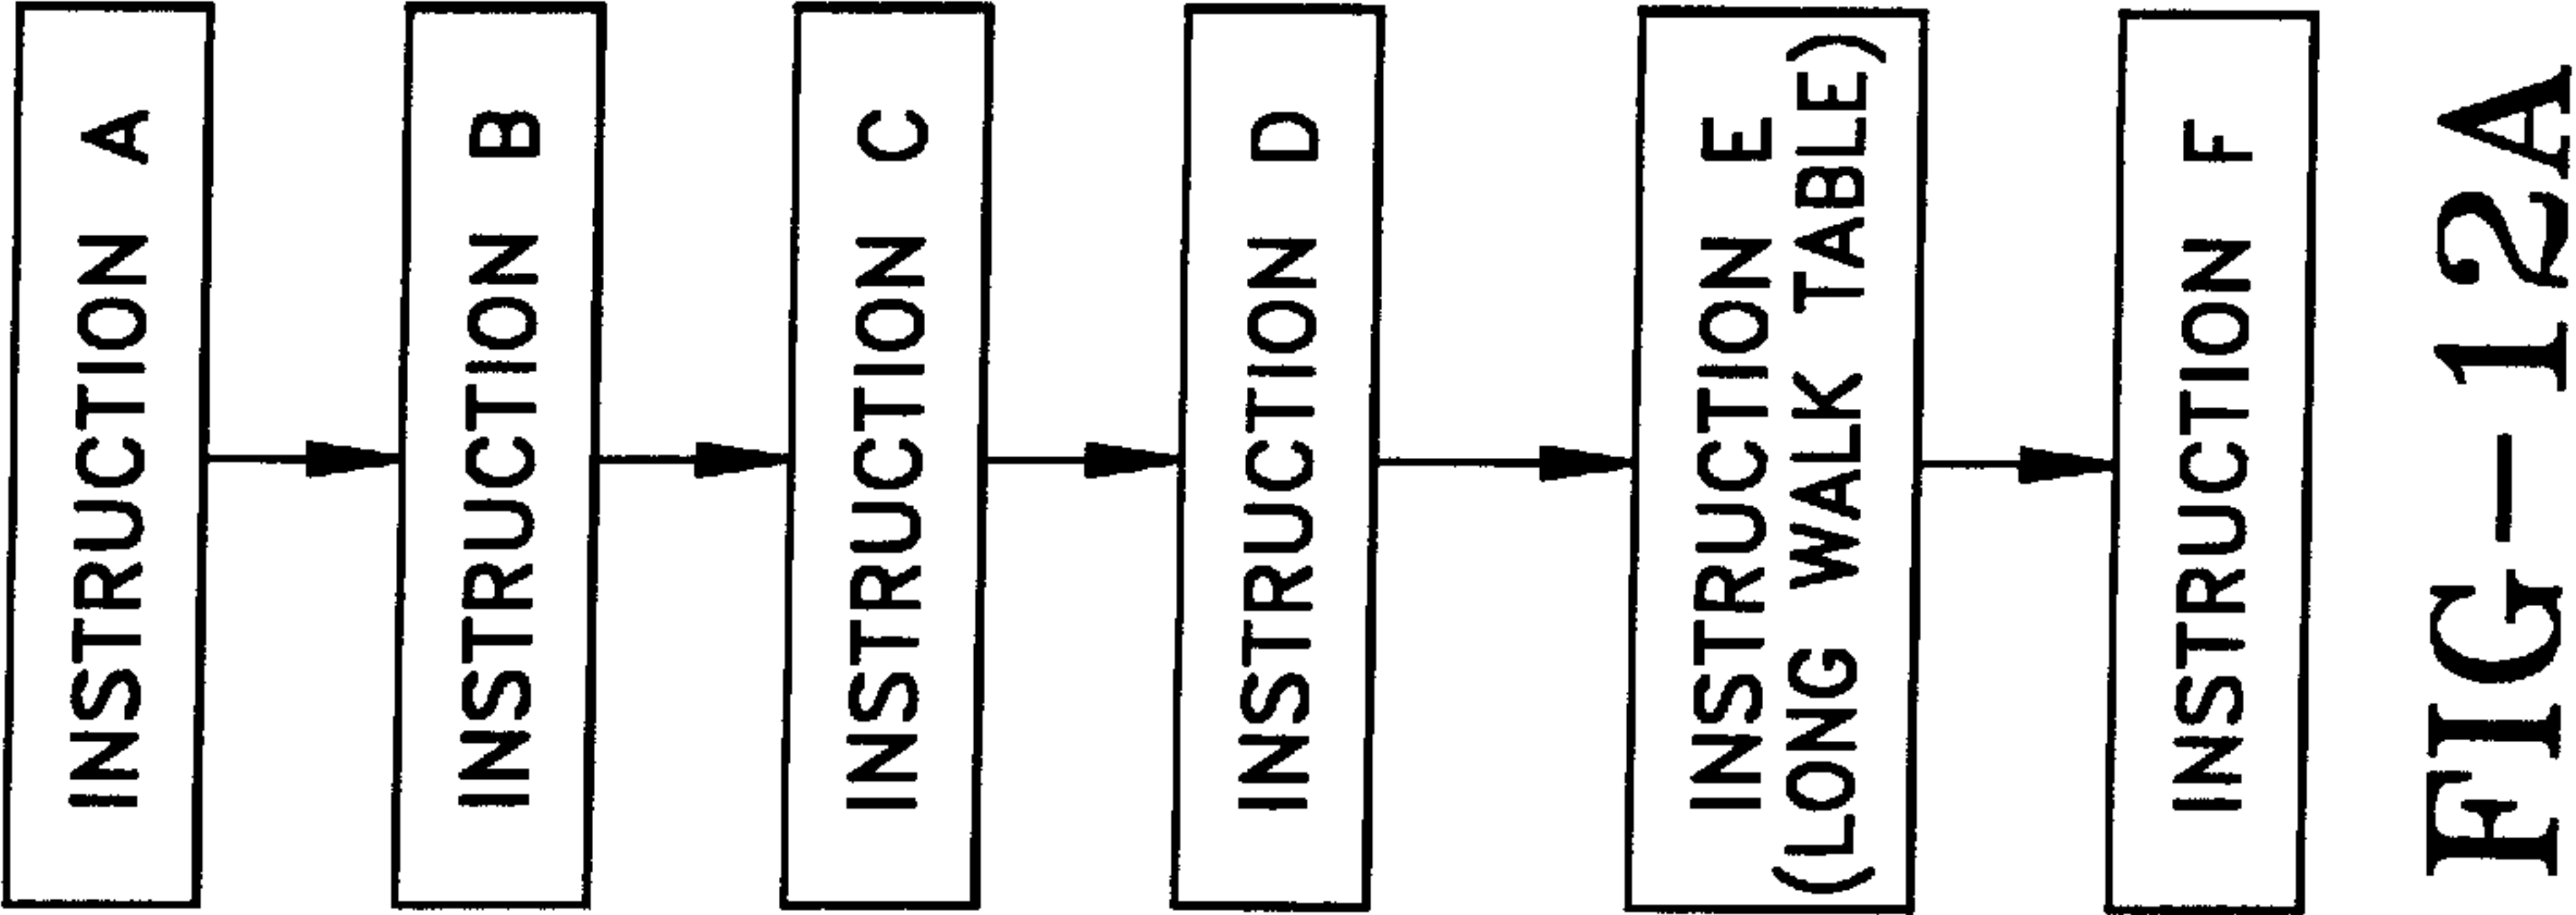 INSTRUCTION A
INSTRUCTION B
INSTRUCTION C
INSTRUCTION D
INSTRUCTION E
(LONG WALK TABLE)
INSTRUCTION F
FIG-12A